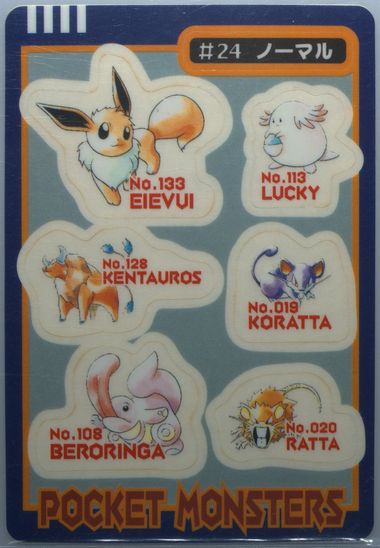 #24 ノーマル
No.133
EIEVUI
No.113
LUCKY
No.128
KENTAUROS
No.019
KORATTA
No.108
BERORINGA
No.020
RATTA
POCKET MONSTERS